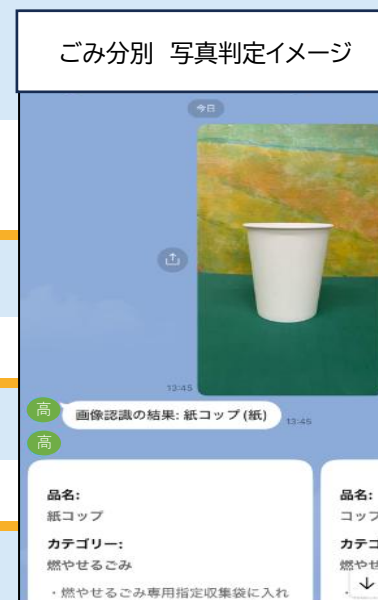 ごみ分別 写真判定イメージ
今日
13:45
高
画像認識の結果: 紙コップ (紙)
13:45
高
品名:
紙コップ
カテゴリー:
燃やせるごみ
・燃やせるごみ専用指定収集袋に入れ
品名:
コップ
カテゴ
燃やせ